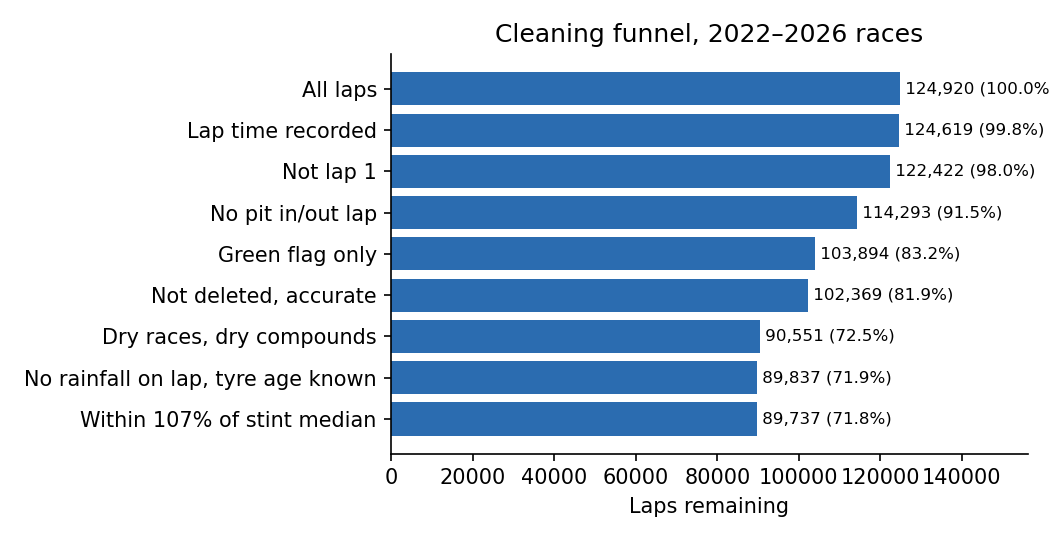 Cleaning funnel, 2022–2026 races
All laps 124,920 (100.0%
Lap time recorded 124,619 (99.8%)
Not lap 1 122,422 (98.0%)
No pit in/out lap 114,293 (91.5%)
Green flag only 103,894 (83.2%)
Not deleted, accurate 102,369 (81.9%)
Dry races, dry compounds 90,551 (72.5%)
No rainfall on lap, tyre age known 89,837 (71.9%)
Within 107% of stint median 89,737 (71.8%)
0 20000 40000 60000 80000 100000 120000 140000
Laps remaining